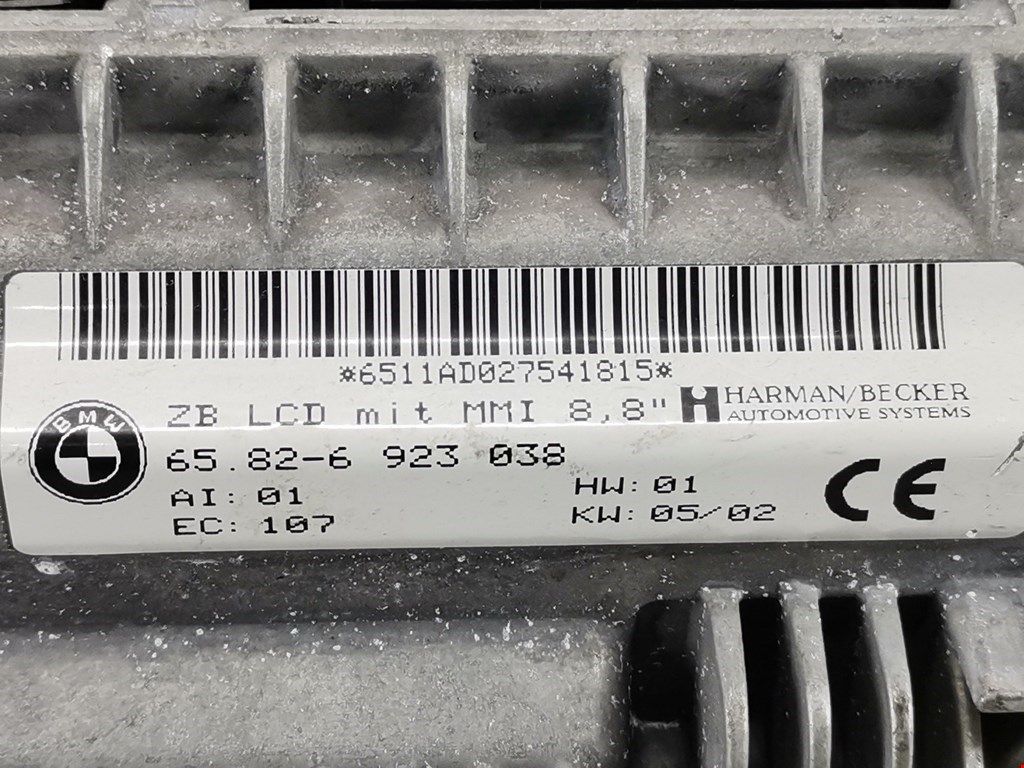 *6511AD027541815*
ZB LCD mit MMI 8,8"
HARMAN/BECKER
AUTOMOTIVE SYSTEMS
BMW
65.82-6 923 038
AI: 01
HW: 01
EC: 107
KW: 05/02
CE